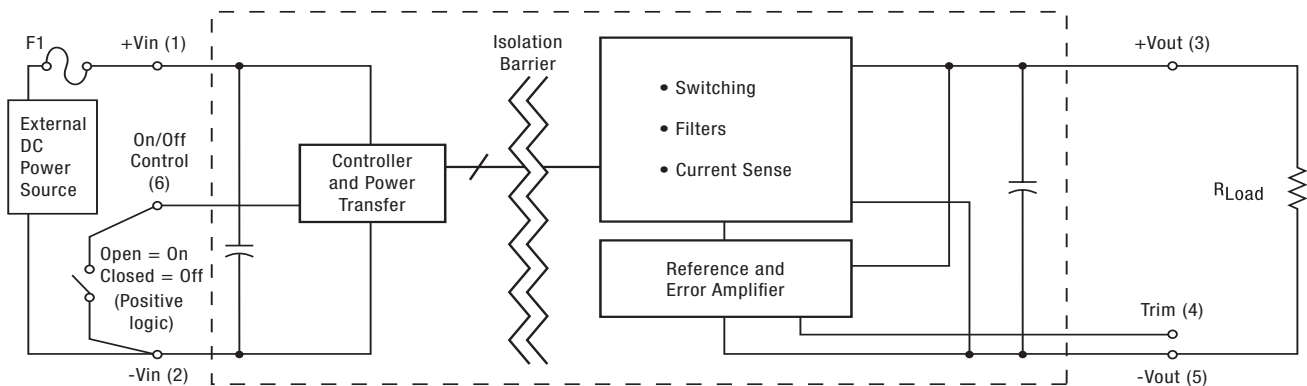 F1
+Vin (1)
External
DC
Power
Source
On/Off
Control
(6)
Open = On
Closed = Off
(Positive
logic)
-Vin (2)
Controller
and Power
Transfer
Isolation
Barrier
• Switching
• Filters
• Current Sense
Reference and
Error Amplifier
+Vout (3)
RLoad
Trim (4)
-Vout (5)